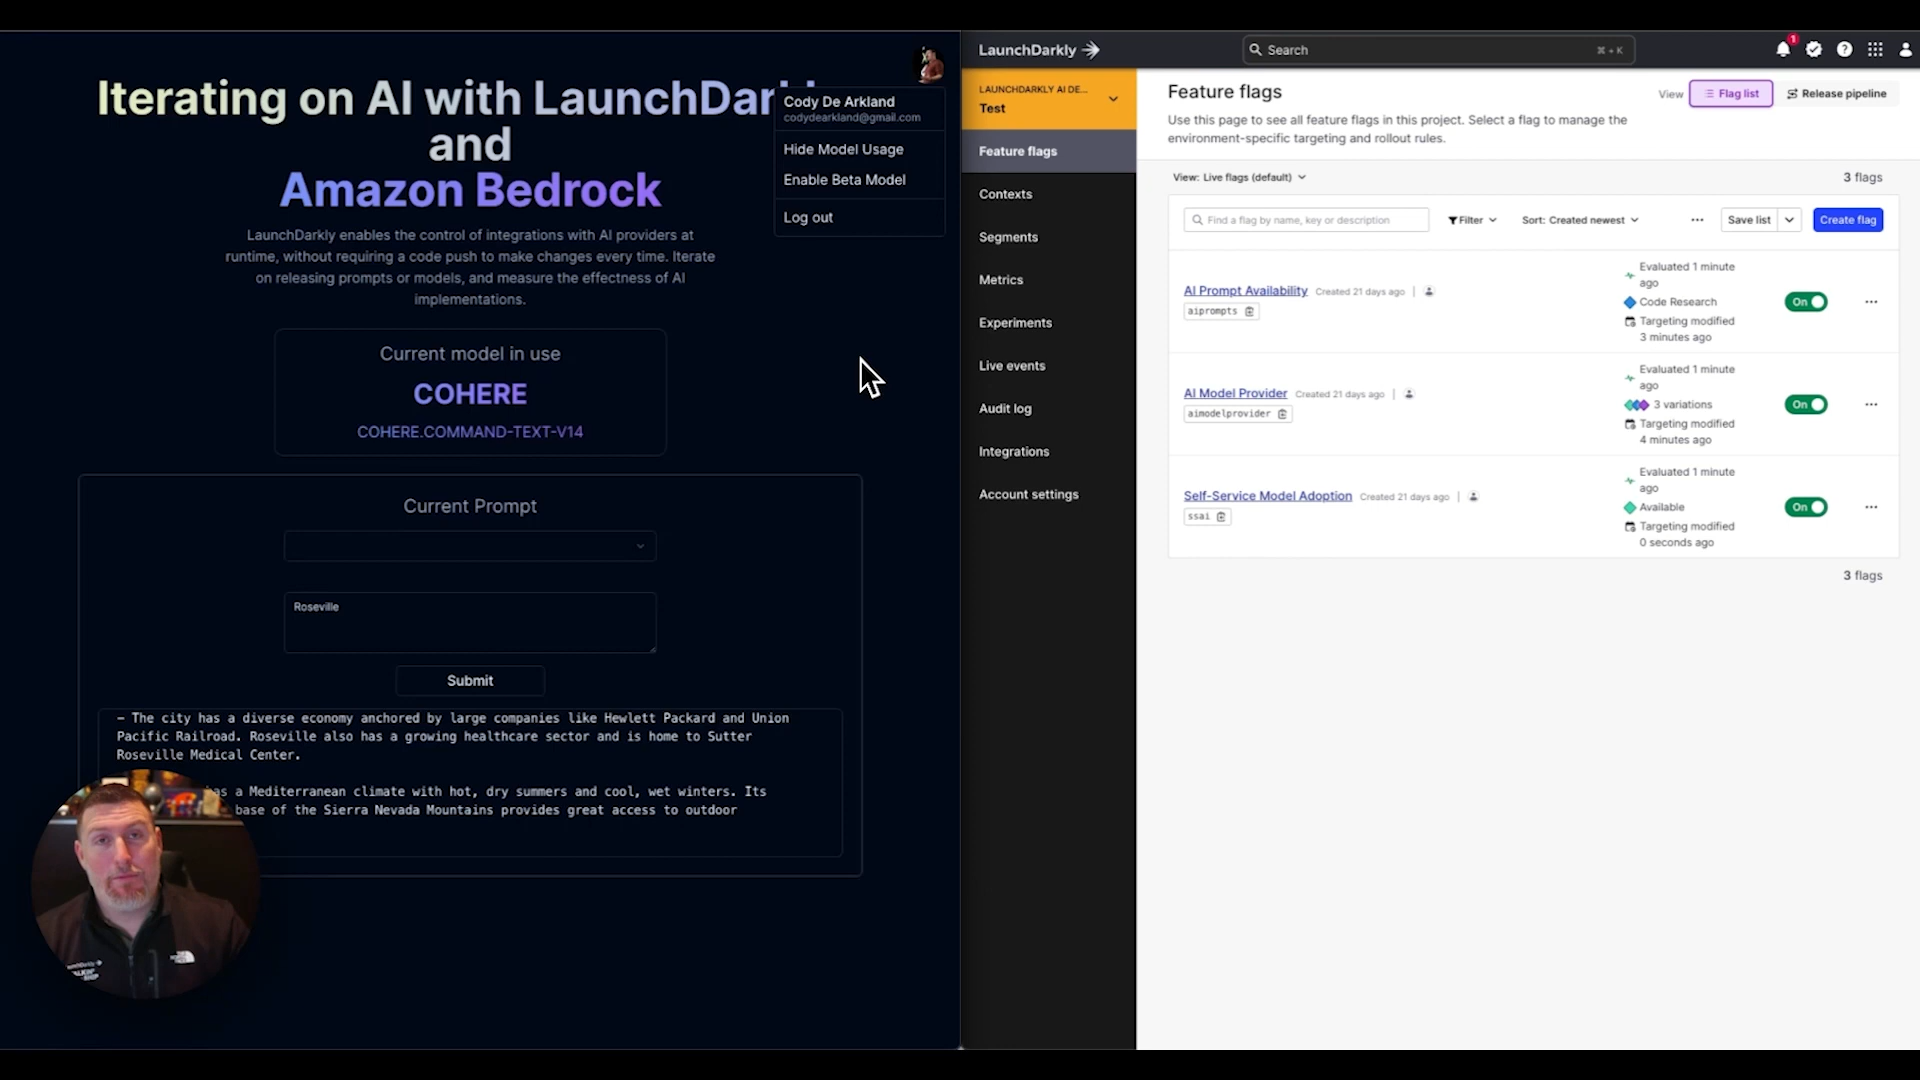 Iterating on AI with LaunchDarkly
and
Amazon Bedrock
LaunchDarkly enables the control of integrations with AI providers at
runtime, without requiring a code push to make changes every time. Iterate
on releasing prompts or models, and measure the effectness of AI
implementations.
Cody De Arkland
codydearkland@gmail.com
Hide Model Usage
Enable Beta Model
Log out
Current model in use
COHERE
COHERE.COMMAND-TEXT-V14
Current Prompt
Roseville
Submit
- The city has a diverse economy anchored by large companies like Hewlett Packard and Union
Pacific Railroad. Roseville also has a growing healthcare sector and is home to Sutter
Roseville Medical Center.
as a Mediterranean climate with hot, dry summers and cool, wet winters. Its
base of the Sierra Nevada Mountains provides great access to outdoor
LaunchDarkly
Search
⌘ + K
1
LAUNCHDARKLY AI DE...
Test
Feature flags
Contexts
Segments
Metrics
Experiments
Live events
Audit log
Integrations
Account settings
Feature flags
Use this page to see all feature flags in this project. Select a flag to manage the
environment-specific targeting and rollout rules.
View
Flag list
Release pipeline
View: Live flags (default)
3 flags
Find a flag by name, key or description
Filter
Sort: Created newest
...
Save list
Create flag
AI Prompt Availability Created 21 days ago |
aiprompts
Evaluated 1 minute
ago
Code Research
Targeting modified
3 minutes ago
On
...
AI Model Provider Created 21 days ago |
aimodelprovider
Evaluated 1 minute
ago
3 variations
Targeting modified
4 minutes ago
On
...
Self-Service Model Adoption Created 21 days ago |
ssai
Evaluated 1 minute
ago
Available
Targeting modified
0 seconds ago
On
...
3 flags